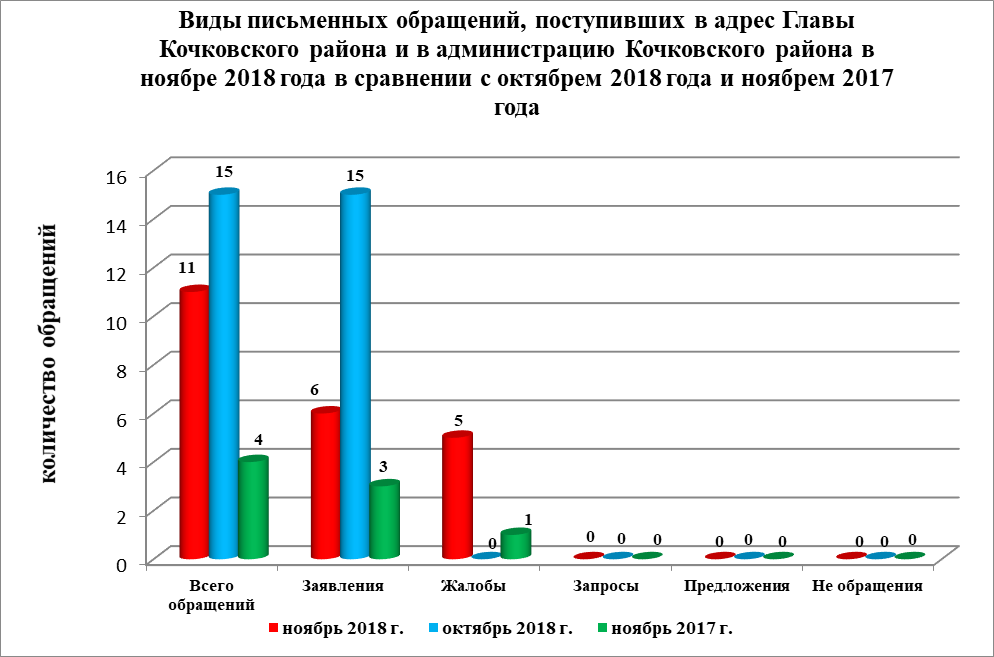 Виды письменных обращений, поступивших в адрес Главы
Кочковского района и в администрацию Кочковского района в
ноябре 2018 года в сравнении с октябрем 2018 года и ноябрем 2017
года
количество обращений
16
14
12
10
8
6
4
2
0
11
15
4
6
15
3
5
0
1
0
0
0
0
0
0
0
0
0
Всего
обращений
Заявления
Жалобы
Запросы
Предложения
Не обращения
ноябрь 2018 г.
октябрь 2018 г.
ноябрь 2017 г.